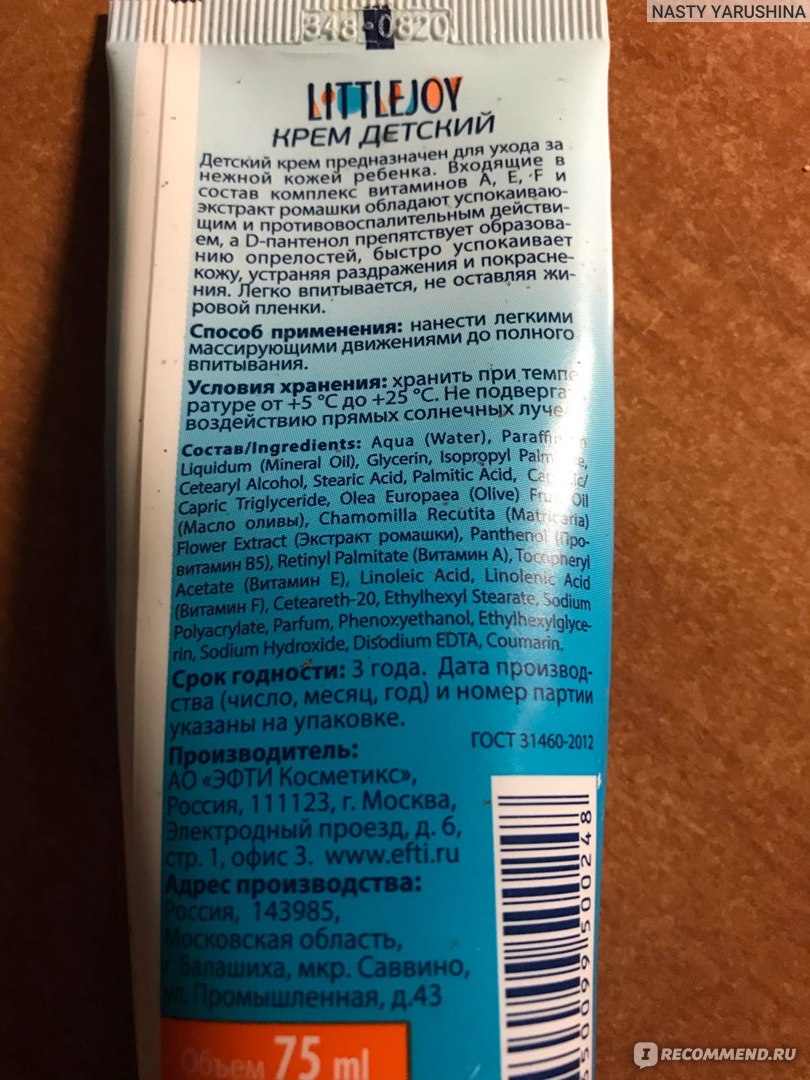 NASTY YARUSHINA
348 0820
LITTLEJOY
КРЕМ ДЕТСКИЙ
Детский крем предназначен для ухода за
нежной кожей ребенка. Входящие в
состав комплекс витаминов A, E, F и
экстракт ромашки обладают успокаиваю-
щим и противовоспалительным действи-
ем, а D-пантенол препятствует образова-
нию опрелостей, быстро успокаивает
кожу, устраняя раздражения и покрасне-
ния. Легко впитывается, не оставляя жи-
ровой пленки.
Способ применения: нанести легкими
массирующими движениями до полного
впитывания.
Условия хранения: хранить при темпе
ратуре от +5 °C до +25 °C. Не подверга
воздействию прямых солнечных луче
Состав/Ingredients: Aqua (Water),
Liquidum (Mineral Oil), Glycerin, Isopropyl
Cetearyl Alcohol, Stearic Acid, Palmitic Acid,
Capric Triglyceride, Olea Europaea (Olive) Oil
(Масло оливы), Chamomilla Recutita
Flower Extract (Экстракт ромашки), Panthenol (Про-
витамин B5), Retinyl Palmitate (Витамин A), Tocopheryl
Acetate (Витамин E), Linoleic Acid, Linolenic Acid
(Витамин F), Ceteareth-20, Ethylhexyl Stearate, Sodium
Polyacrylate, Parfum, Phenoxyethanol, Ethylhexylglyce-
rin, Sodium Hydroxide, Disodium EDTA, Coumarin.
Срок годности: 3 года. Дата производ-
ства (число, месяц, год) и номер партии
указаны на упаковке.
ГОСТ 31460-2012
Производитель:
АО «ЭФТИ Косметикс»,
Россия, 111123, г. Москва,
Электродный проезд, д. 6,
стр. 1, офис 3. www.efti.ru
Адрес производства:
Россия, 143985,
Московская область,
г. Балашиха, мкр. Саввино,
ул. Промышленная, д.43
Объем 75 ml
50099500248
IRECOMMEND.RU